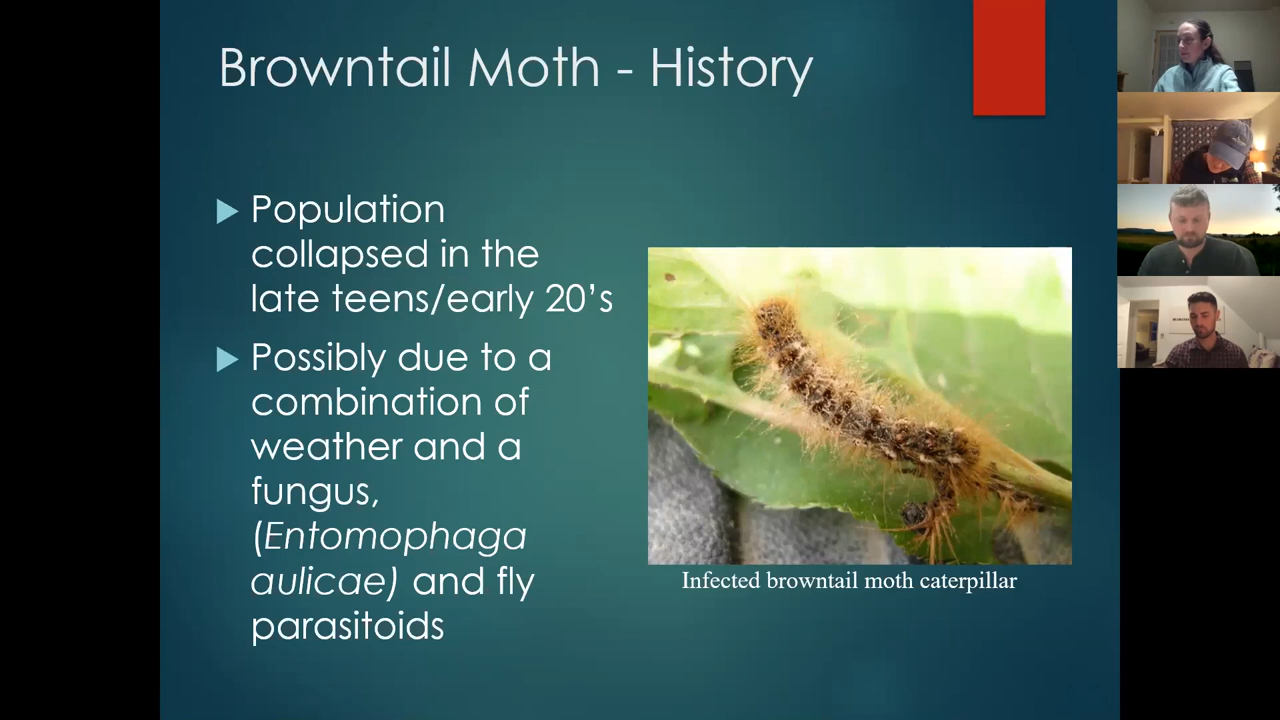 Browntail Moth - History
Population
collapsed in the
late teens/early 20's
Possibly due to a
combination of
weather and a
fungus,
(Entomophaga
aulicae) and fly
parasitoids
Infected browntail moth caterpillar